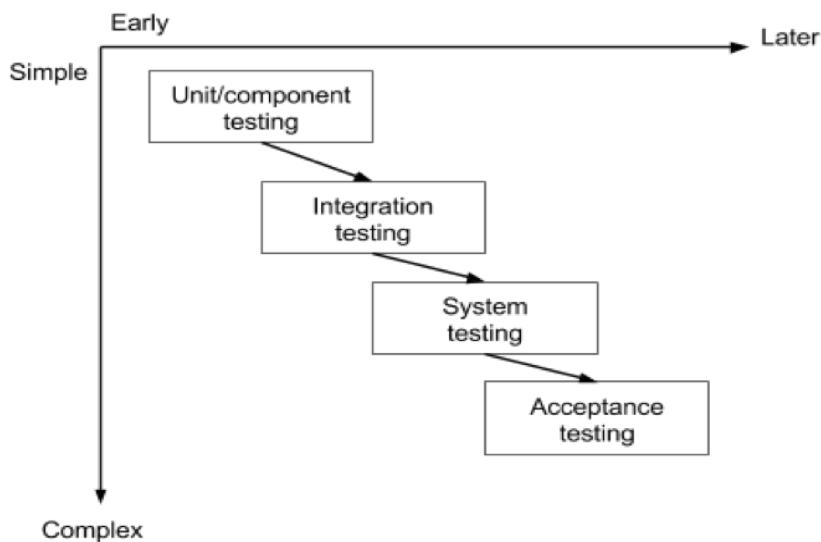 Early
Later
Simple
Unit/component
testing
Integration
testing
System
testing
Acceptance
testing
Complex